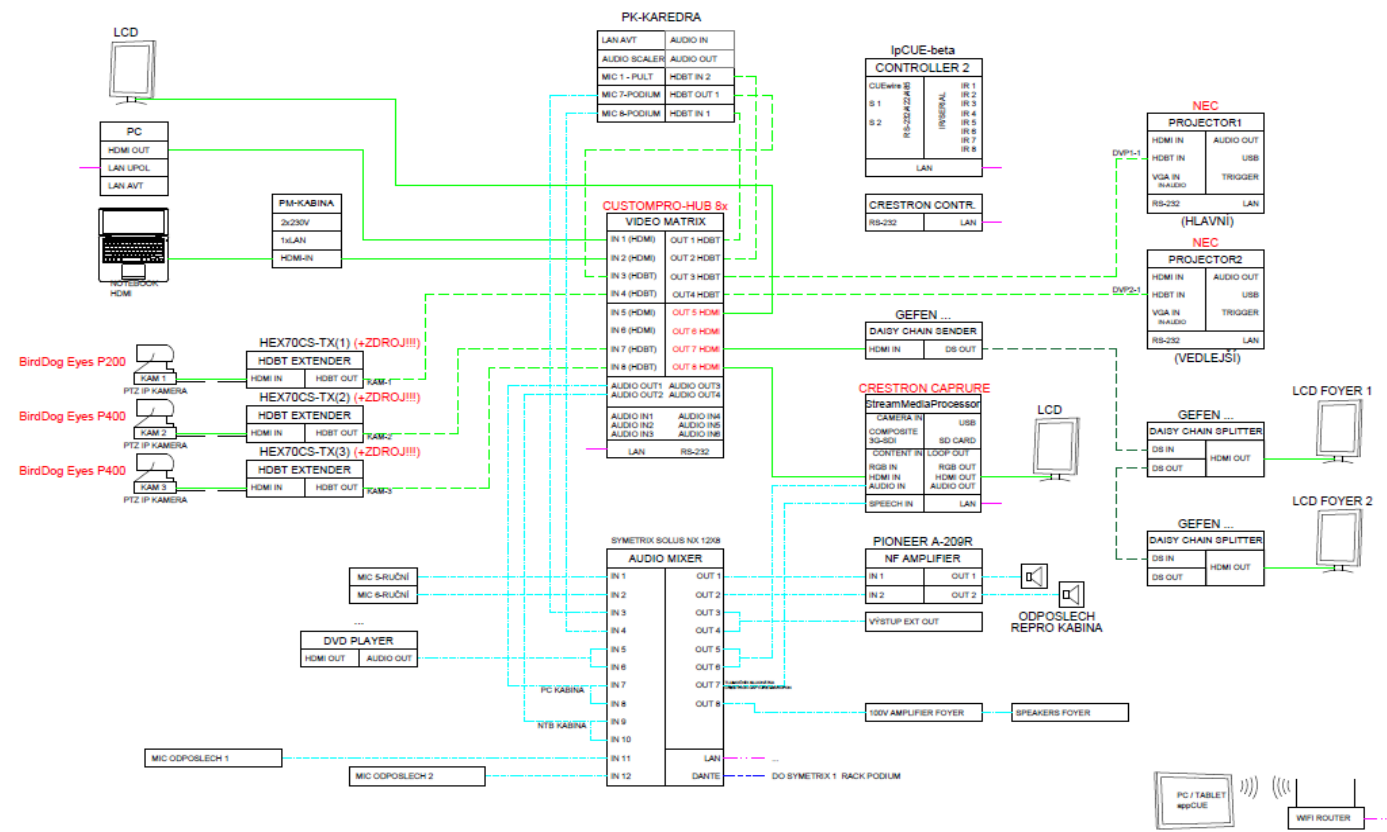 LCD
PC
HDMI OUT
LAN UPOL
LAN AVT
NOTEBOOK
HDMI
PM-KABINA
2x230V
1xLAN
HDMI-IN
PK-KAREDRA
LAN AVT AUDIO IN
AUDIO SCALER AUDIO OUT
MIC 1 - PULT HDBT IN 2
MIC 7-PODIUM HDBT OUT 1
MIC 8-PODIUM HDBT IN 1
IpCUE-beta
CONTROLLER 2
CUEwire
S 1
S 2
IR/SERIAL
IR 1
IR 2
IR 3
IR 4
IR 5
IR 6
IR 7
IR 8
LAN
CRESTRON CONTR.
RS-232 LAN
NEC
PROJECTOR1
DVP1-1
HDMI IN AUDIO OUT
HDBT IN USB
VGA IN TRIGGER
IN-AUDIO
RS-232 LAN
(HLAVNÍ)
NEC
PROJECTOR2
DVP2-1
HDMI IN AUDIO OUT
HDBT IN USB
VGA IN TRIGGER
IN-AUDIO
RS-232 LAN
(VEDLEJŠÍ)
CUSTOMPRO-HUB 8x
VIDEO MATRIX
IN 1 (HDMI) OUT 1 HDBT
IN 2 (HDMI) OUT 2 HDBT
IN 3 (HDBT) OUT 3 HDBT
IN 4 (HDBT) OUT4 HDBT
IN 5 (HDMI) OUT 5 HDMI
IN 6 (HDMI) OUT 6 HDMI
IN 7 (HDBT) OUT 7 HDMI
IN 8 (HDBT) OUT 8 HDMI
AUDIO OUT1 AUDIO OUT3
AUDIO OUT2 AUDIO OUT4
AUDIO IN1 AUDIO IN4
AUDIO IN2 AUDIO IN5
AUDIO IN3 AUDIO IN6
LAN RS-232
BirdDog Eyes P200
KAM 1
PTZ IP KAMERA
HEX70CS-TX(1) (+ZDROJ!!!)
HDBT EXTENDER
HDMI IN HDBT OUT
KAM-1
BirdDog Eyes P400
KAM 2
PTZ IP KAMERA
HEX70CS-TX(2) (+ZDROJ!!!)
HDBT EXTENDER
HDMI IN HDBT OUT
KAM-2
BirdDog Eyes P400
KAM 3
PTZ IP KAMERA
HEX70CS-TX(3) (+ZDROJ!!!)
HDBT EXTENDER
HDMI IN HDBT OUT
KAM-3
GEFEN ...
DAISY CHAIN SENDER
HDMI IN DS OUT
CRESTRON CAPRURE
StreamMediaProcessor
CAMERA IN USB
COMPOSITE
3G-SDI SD CARD
CONTENT IN LOOP OUT
RGB IN RGB OUT
HDMI IN HDMI OUT
AUDIO IN AUDIO OUT
SPEECH IN LAN
LCD
GEFEN ...
DAISY CHAIN SPLITTER
DS IN
HDMI OUT
DS OUT
LCD FOYER 1
GEFEN ...
DAISY CHAIN SPLITTER
DS IN
HDMI OUT
DS OUT
LCD FOYER 2
SYMETRIX SOLUS NX 12X8
AUDIO MIXER
IN 1 OUT 1
IN 2 OUT 2
IN 3 OUT 3
IN 4 OUT 4
IN 5 OUT 5
IN 6 OUT 6
IN 7 OUT 7
IN 8 OUT 8
IN 9
IN 10
IN 11 LAN
IN 12 DANTE
...
DO SYMETRIX 1 RACK PODIUM
MIC 5-RUČNÍ
MIC 6-RUČNÍ
...
DVD PLAYER
HDMI OUT AUDIO OUT
PC KABINA
NTB KABINA
MIC ODPOSLECH 1
MIC ODPOSLECH 2
PIONEER A-209R
NF AMPLIFIER
IN 1 OUT 1
IN 2 OUT 2
VÝSTUP EXT OUT
ODPOSLECH
REPRO KABINA
100V AMPLIFIER FOYER
SPEAKERS FOYER
PC / TABLET
appCUE
WIFI ROUTER
...